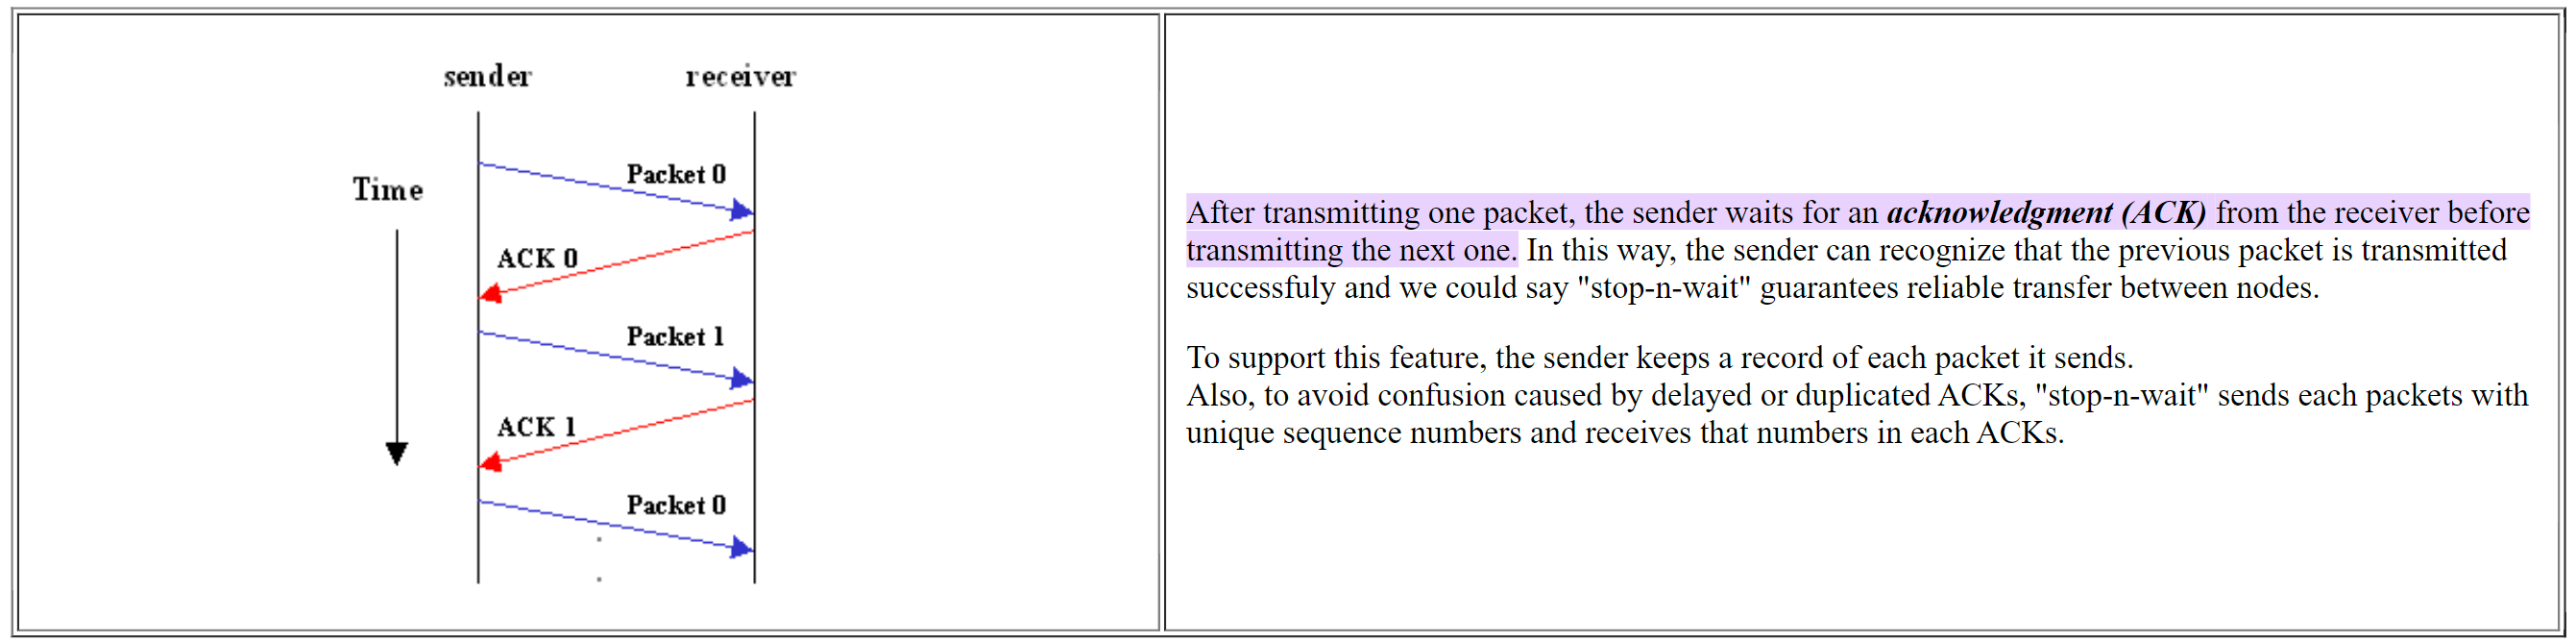 sender receiver
Packet 0
Time
ACK 0
Packet 1
ACK 1
Packet 0
After transmitting one packet, the sender waits for an acknowledgment (ACK) from the receiver before
transmitting the next one. In this way, the sender can recognize that the previous packet is transmitted
successfuly and we could say "stop-n-wait" guarantees reliable transfer between nodes.
To support this feature, the sender keeps a record of each packet it sends.
Also, to avoid confusion caused by delayed or duplicated ACKs, "stop-n-wait" sends each packets with
unique sequence numbers and receives that numbers in each ACKs.